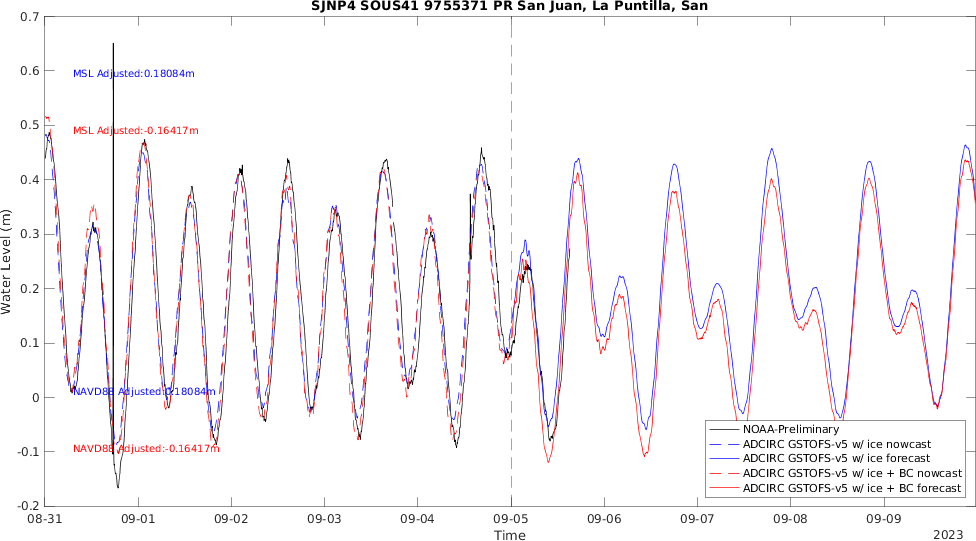 SJNP4 SOUS41 9755371 PR San Juan, La Puntilla, San
0.7
0.6
0.5
0.4
0.3
0.2
0.1
0
-0.1
-0.2
Water Level (m)
MSL Adjusted:0.18084m
MSL Adjusted:-0.16417m
NAVD88 Adjusted:0.18084m
NAVD88 Adjusted:-0.16417m
NOAA-Preliminary
ADCIRC GSTOFS-v5 w/ ice nowcast
ADCIRC GSTOFS-v5 w/ ice forecast
ADCIRC GSTOFS-v5 w/ ice + BC nowcast
ADCIRC GSTOFS-v5 w/ ice + BC forecast
08-31 09-01 09-02 09-03 09-04 09-05 09-06 09-07 09-08 09-09
Time
2023